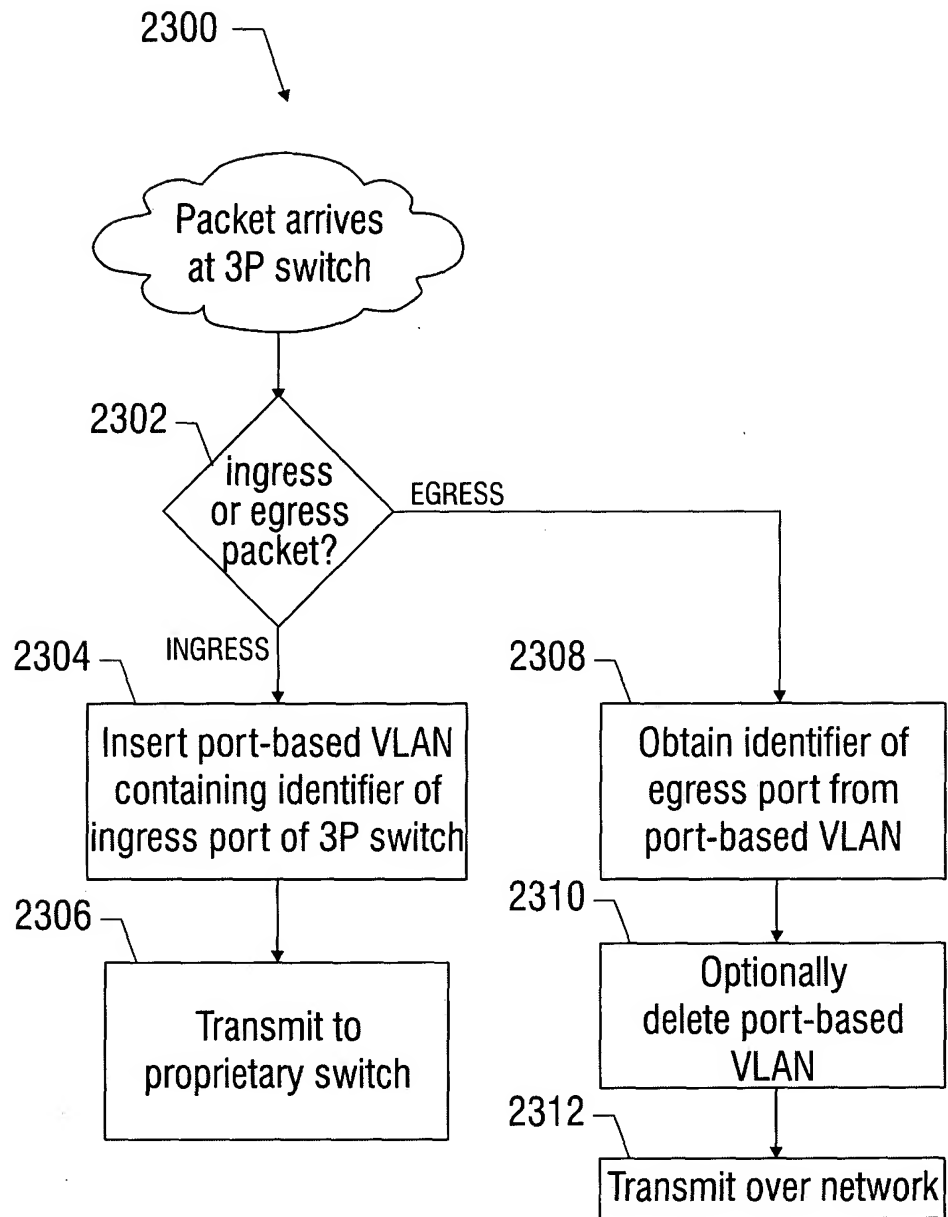 2300
Packet arrives
at 3P switch
2302
ingress
or egress
packet?
EGRESS
INGRESS
2304
Insert port-based VLAN
containing identifier of
ingress port of 3P switch
2306
Transmit to
proprietary switch
2308
Obtain identifier of
egress port from
port-based VLAN
2310
Optionally
delete port-based
VLAN
2312
Transmit over network